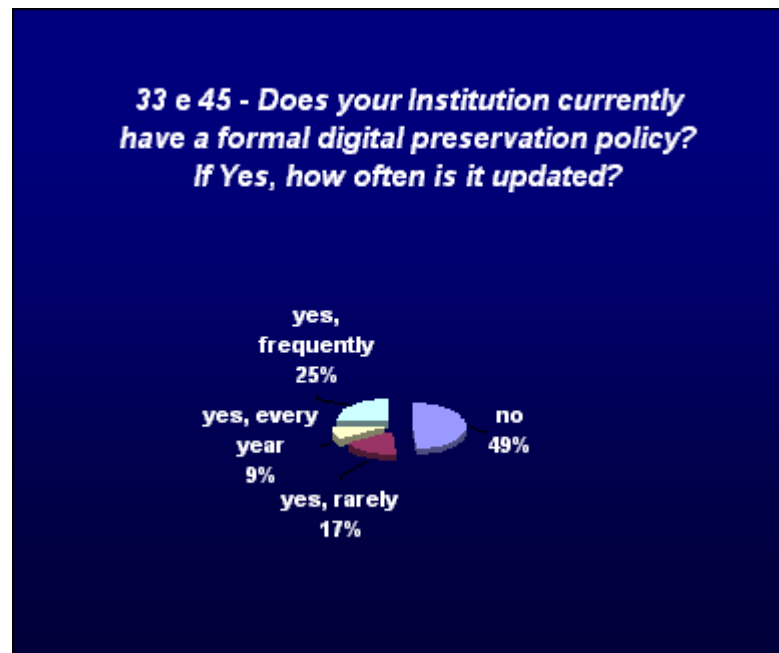 33 e 45 - Does your Institution currently
have a formal digital preservation policy?
If Yes, how often is it updated?
yes,
frequently
25%
yes, every
year
9%
no
49%
yes, rarely
17%